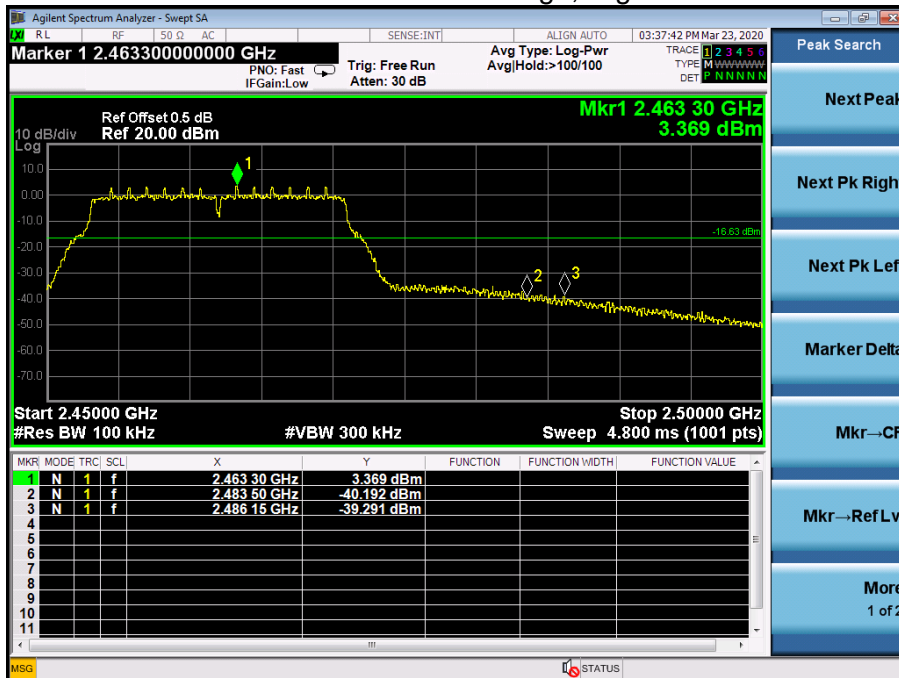 Agilent Spectrum Analyzer - Swept SA
LXI RL RF 50 Ω AC SENSE:INT ALIGN AUTO 03:37:42 PM Mar 23, 2020
Marker 1 2.463300000000 GHz
PNO: Fast
IFGain:Low
Trig: Free Run
Atten: 30 dB
Avg Type: Log-Pwr
Avg|Hold:>100/100
TRACE 1 2 3 4 5 6
TYPE M WWWWW
DET P N N N N N
Peak Search
Mkr1 2.463 30 GHz
3.369 dBm
Ref Offset 0.5 dB
10 dB/div Ref 20.00 dBm
Log
10.0
0.00
-10.0
-20.0
-30.0
-40.0
-50.0
-60.0
-70.0
1
2
3
-16.63 dBm
Start 2.45000 GHz Stop 2.50000 GHz
#Res BW 100 kHz #VBW 300 kHz Sweep 4.800 ms (1001 pts)
MKR MODE TRC SCL X Y FUNCTION FUNCTION WIDTH FUNCTION VALUE
1 N 1 f 2.463 30 GHz 3.369 dBm
2 N 1 f 2.483 50 GHz -40.192 dBm
3 N 1 f 2.486 15 GHz -39.291 dBm
4
5
6
7
8
9
10
11
MSG STATUS
Next Peak
Next Pk Righ
Next Pk Lef
Marker Delta
Mkr→CF
Mkr→Ref Lv
More
1 of 2